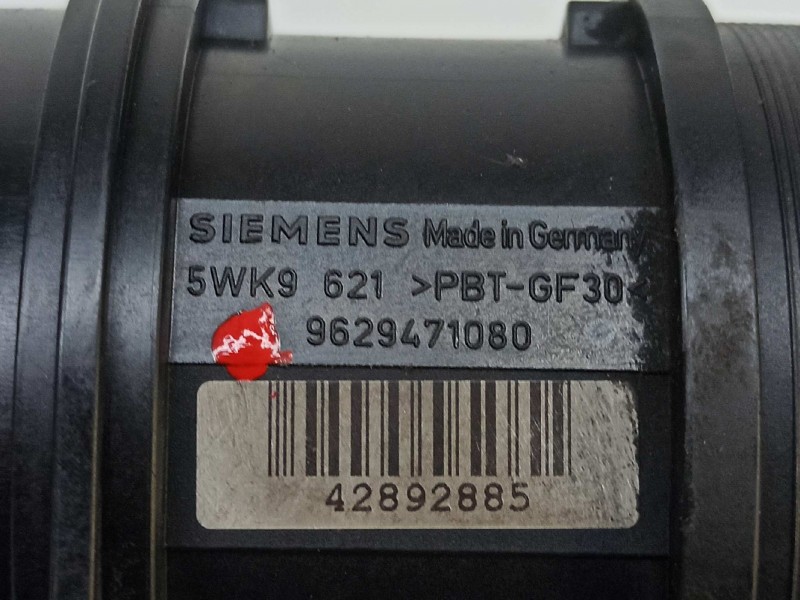 SIEMENS Made in Germany
5WK9 621 >PBT-GF30<
9629471080
42892885